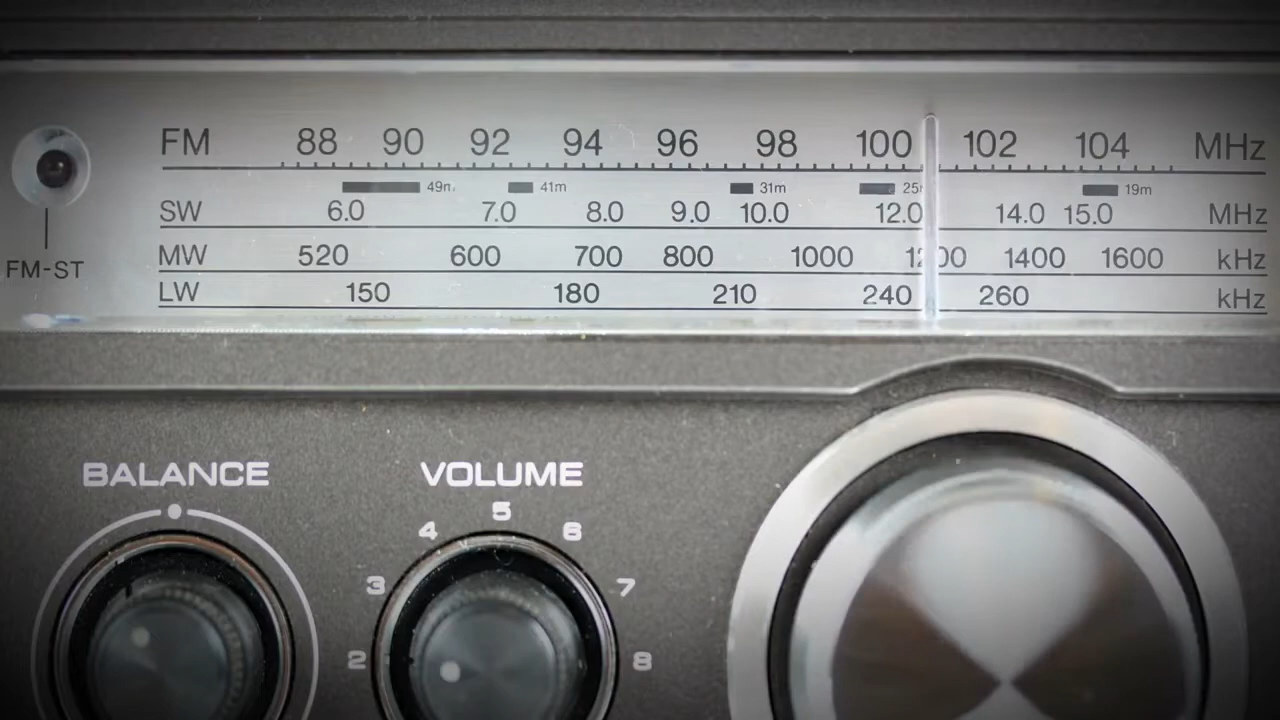 FM 88 90 92 94 96 98 100 102 104 MHz
49m 41m 31m 25m 19m
SW 6.0 7.0 8.0 9.0 10.0 12.0 14.0 15.0 MHz
MW 520 600 700 800 1000 1200 1400 1600 kHz
LW 150 180 210 240 260 kHz
FM-ST
BALANCE
VOLUME
2 3 4 5 6 7 8